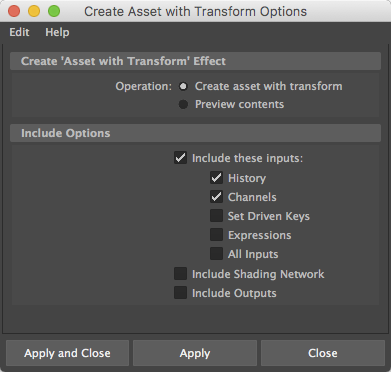 Create Asset with Transform Options
Edit Help
Create 'Asset with Transform' Effect
Operation: Create asset with transform
Preview contents
Include Options
Include these inputs:
History
Channels
Set Driven Keys
Expressions
All Inputs
Include Shading Network
Include Outputs
Apply and Close Apply Close